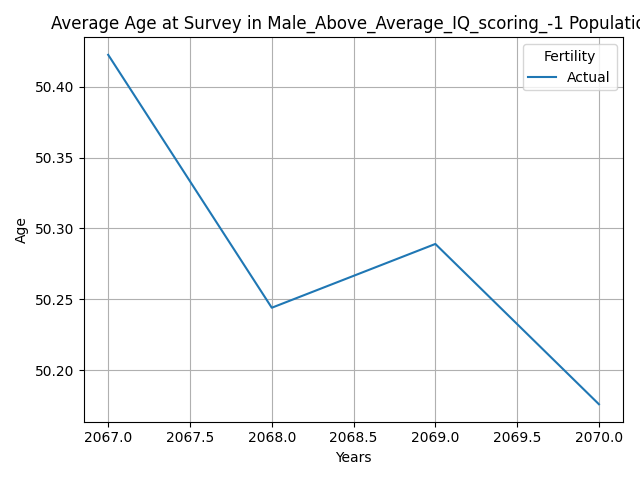 Average Age at Survey in Male_Above_Average_IQ_scoring_-1 Populatio
Fertility
Actual
50.40
50.35
50.30
50.25
50.20
Age
2067.0 2067.5 2068.0 2068.5 2069.0 2069.5 2070.0
Years